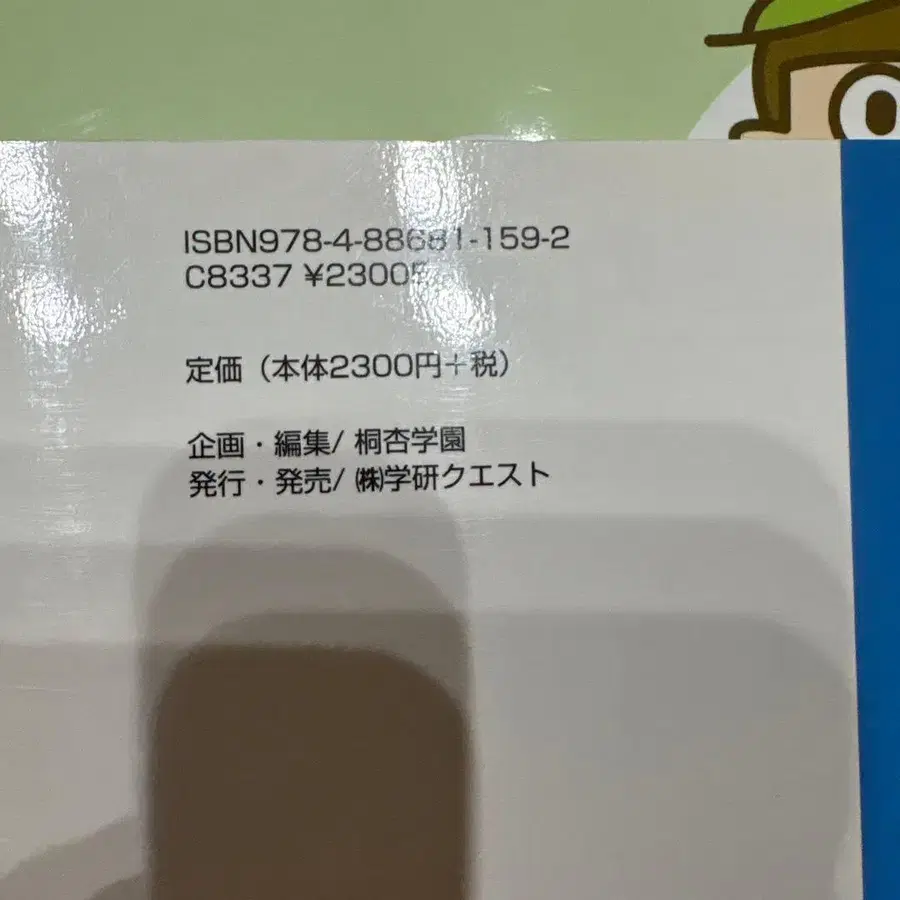 ISBN978-4-88681-159-2
C8337 ¥2300E
定価（本体2300円＋税）
企画・編集/ 桐杏学園
発行・発売/ ㈱学研クエスト